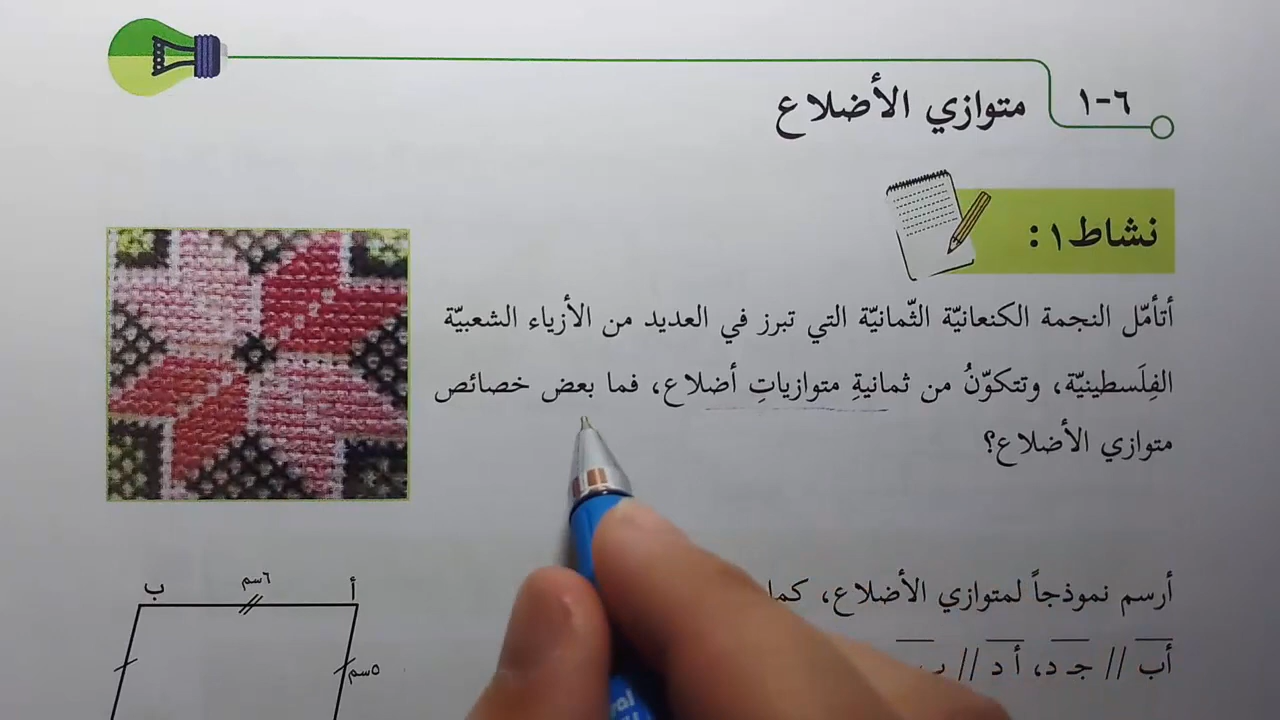 ٦-١ متوازي الأضلاع
نشاط ١:
أتأمّل النجمة الكنعانيّة الثّمانيّة التي تبرز في العديد من الأزياء الشعبيّة
الفِلَسطينيّة، وتتكوّنُ من ثمانيةِ متوازياتِ أضلاع، فما بعض خصائص
متوازي الأضلاع؟
أرسم نموذجاً لمتوازي الأضلاع، كما
أب // جـ د، أ د // ب
ب ٦سم أ
٥سم